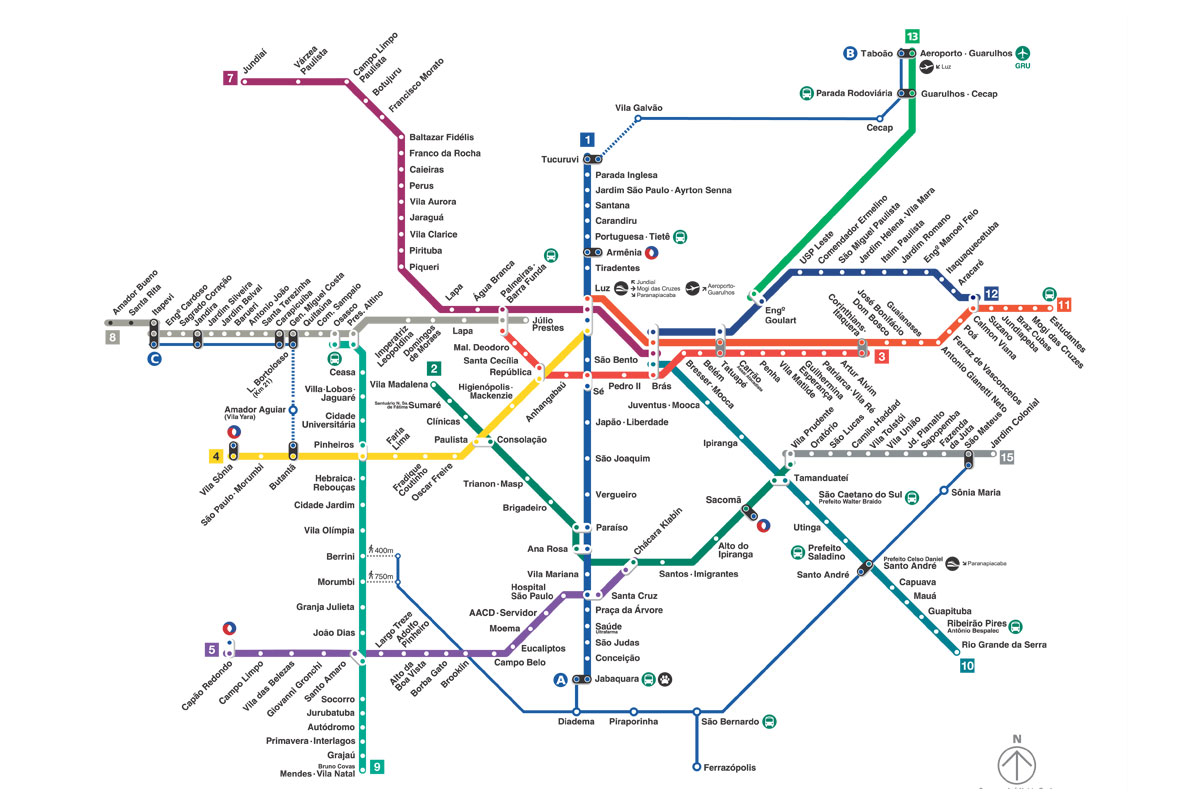 13
B
Taboão
Aeroporto · Guarulhos
Luz
GRU
Parada Rodoviária
Guarulhos · Cecap
Vila Galvão
Cecap
7
Jundiaí
Várzea
Paulista
Campo Limpo
Paulista
Botujuru
Francisco Morato
Baltazar Fidélis
Franco da Rocha
Caieiras
Perus
Vila Aurora
Jaraguá
Vila Clarice
Pirituba
Piqueri
Lapa
Água Branca
Palmeiras·
Barra Funda
1
Tucuruvi
Parada Inglesa
Jardim São Paulo · Ayrton Senna
Santana
Carandiru
Portuguesa · Tietê
Armênia
Tiradentes
Luz
Jundiaí
Mogi das Cruzes
Paranapiacaba
Aeroporto-
Guarulhos
USP Leste
Comendador Ermelino
São Miguel Paulista
Jardim Helena · Vila Mara
Itaim Paulista
Jardim Romano
Engº Manoel Feio
Itaquaquecetuba
Aracaré
12
Engº
Goulart
11
Estudantes
Mogi das Cruzes
Braz Cubas
Jundiapeba
Suzano
Calmon Viana
Poá
Ferraz de Vasconcelos
Antonio Gianetti Neto
Guaianases
José Bonifácio
Dom Bosco
Corinthians-
Itaquera
3
Artur Alvim
Patriarca · Vila Ré
Guilhermina
Esperança
Vila Matilde
Penha
Carrão
Tatuapé
Belém
Bresser · Mooca
Brás
Pedro II
Sé
Anhangabaú
República
Santa Cecília
Mal. Deodoro
Júlio
Prestes
São Bento
8
Amador Bueno
Santa Rita
Itapevi
Engº Cardoso
Sagrado Coração
Jandira
Jardim Silveira
Jardim Belval
Barueri
Antonio João
Santa Terezinha
Carapicuíba
Gen. Miguel Costa
Quitaúna
Com. Sampaio
Osasco
Pres. Altino
Imperatriz
Leopoldina
Domingos
de Moraes
Lapa
C
L. Bortolosso
(Km 21)
Amador Aguiar
(Vila Yara)
Ceasa
Villa-Lobos·
Jaguaré
Cidade
Universitária
Pinheiros
Hebraica·
Rebouças
Cidade Jardim
Vila Olímpia
Berrini
400m
Morumbi
750m
Granja Julieta
João Dias
Socorro
Jurubatuba
Autódromo
Primavera · Interlagos
Grajaú
Bruno Covas
Mendes · Vila Natal
9
4
Vila Sônia
São Paulo · Morumbi
Butantã
Faria
Lima
Fradique
Coutinho
Oscar Freire
Paulista
Higienópolis·
Mackenzie
2
Vila Madalena
Santuário N. Sa.
de Fátima
Sumaré
Clínicas
Consolação
Trianon · Masp
Brigadeiro
Paraíso
Ana Rosa
Chácara Klabin
Santos · Imigrantes
Alto do
Ipiranga
Sacomã
Tamanduateí
Vila Prudente
Japão · Liberdade
São Joaquim
Vergueiro
Vila Mariana
Santa Cruz
Praça da Árvore
Saúde
Ultrafarma
São Judas
Conceição
A
Jabaquara
Hospital
São Paulo
AACD · Servidor
Moema
Eucaliptos
Campo Belo
5
Capão Redondo
Campo Limpo
Vila das Belezas
Giovanni Gronchi
Santo Amaro
Largo Treze
Adolfo
Pinheiro
Alto da
Boa Vista
Borba Gato
Brooklin
Juventus · Mooca
Ipiranga
15
Oratório
São Lucas
Camilo Haddad
Vila Tolstói
Vila União
Jd. Planalto
Sapopemba
Fazenda
da Juta
São Mateus
Jardim Colonial
São Caetano do Sul
Prefeito Walter Braido
Utinga
Prefeito
Saladino
Prefeito Celso Daniel
Santo André
Paranapiacaba
Santo André
Capuava
Mauá
Guapituba
Ribeirão Pires
Antônio Bespalec
Rio Grande da Serra
10
Sônia Maria
Diadema
Piraporinha
São Bernardo
Ferrazópolis
N